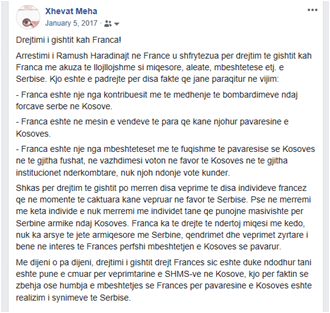 Xhevat Meha
January 5, 2017 ·
Drejtimi i gishtit kah Franca!
Arrestimi i Ramush Haradinajt ne France u shfrytezua per drejtim te gishtit kah
Franca me akuza te llojllojshme si miqesore, aleate, mbeshtetese etj. e
Serbise. Kjo eshte e padrejte per disa fakte qe jane paraqitur ne vijim:
- Franca eshte nje nga kontribuesit me te medhenje te bombardimeve ndaj
forcave serbe ne Kosove.
- Franca eshte ne mesin e vendeve te para qe kane njohur pavaresine e
Kosoves.
- Franca eshte nje nga mbeshteteset me te fuqishme te pavaresise se Kosoves
ne te gjitha fushat, ne vazhdimesi voton ne favor te Kosoves ne te gjitha
institucionet nderkombtare, nuk njoh ndonje vote kunder.
Shkas per drejtim te gishtit po merren disa veprime te disa individeve francez
qe ne momente te caktuara kane vepruar ne favor te Serbise. Pse ne merremi
me keta individe e nuk merremi me individet tane qe punojne masivishte per
Serbine armike ndaj Kosoves. Franca ka te drejte te ndertoj miqesi me kedo,
nuk ka arsye te jete armiqesore me Serbine, qendrimet dhe veprimet zyrtare i
bene ne interes te Frances perfshi mbeshtetjen e Kosoves se pavarur.
Me dijeni o pa dijeni, drejtimi i gishtit drejt Frances sic eshte duke ndodhur tani
eshte pune e cmuar per veprimtarine e SHMS-ve ne Kosove, kjo per faktin se
zbehja ose humbja e mbeshtetjes se Frances per pavaresine e Kosoves eshte
realizim i synimeve te Serbise.